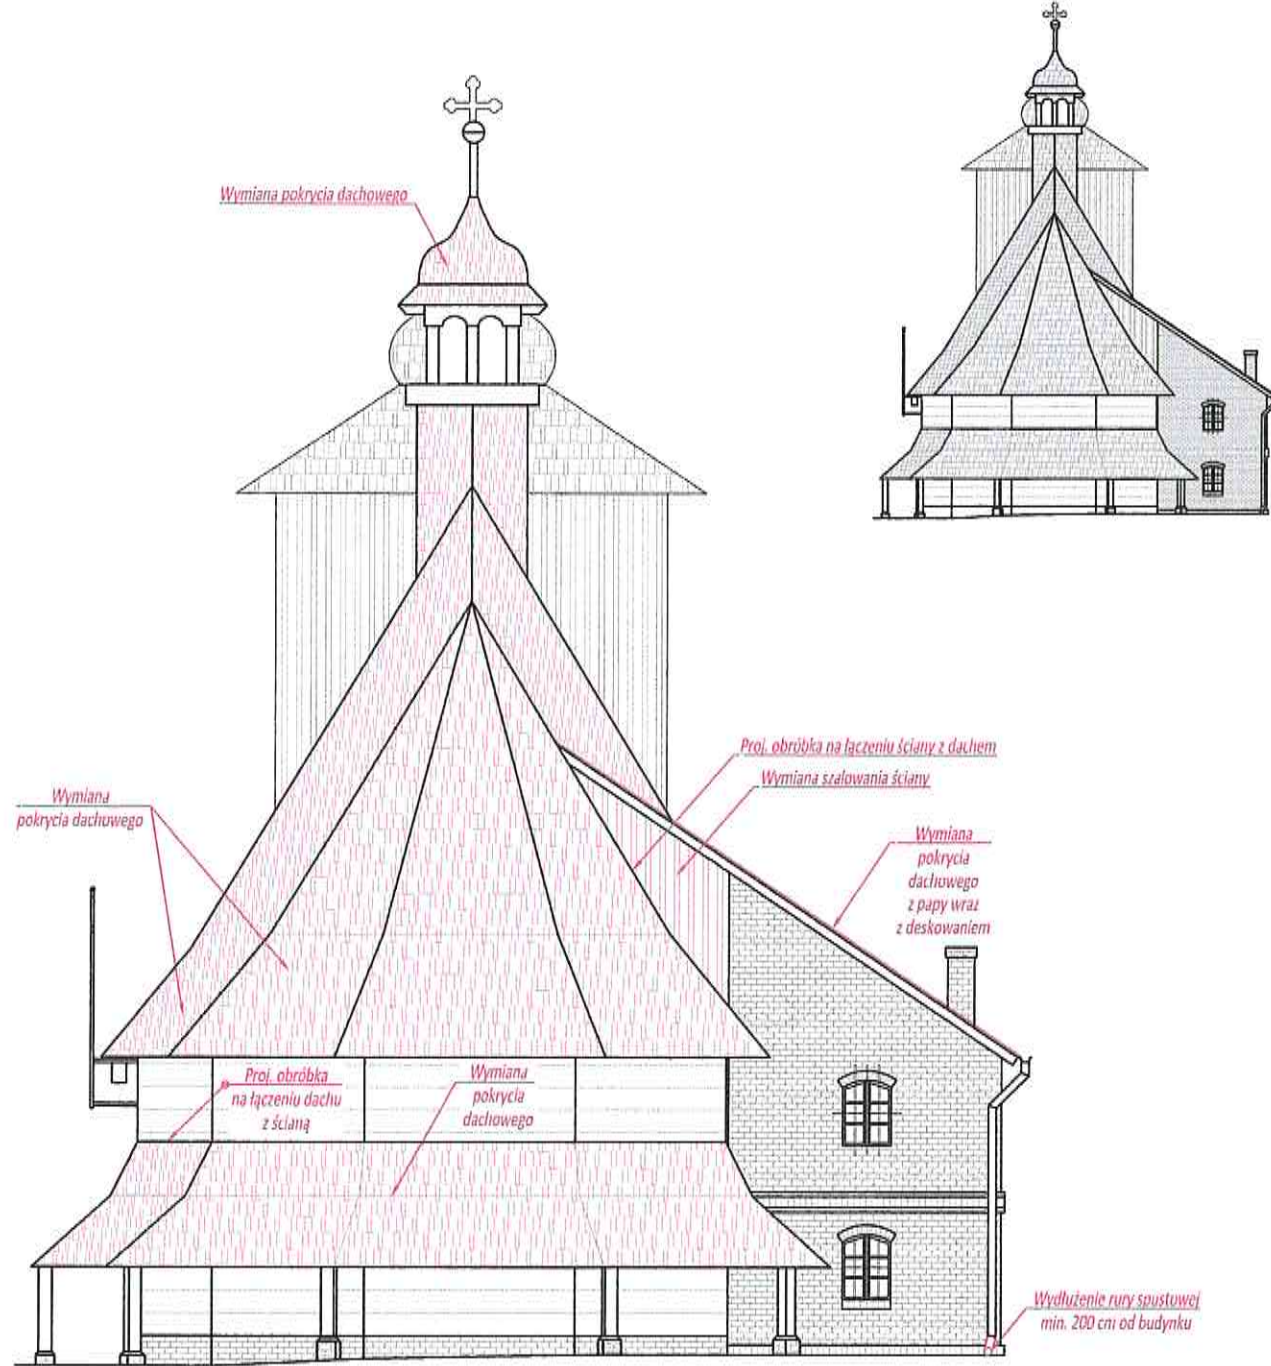 Wymiana pokrycia dachowego
Proj. obróbka na łączeniu ściany z dachem
Wymiana szalowania ściany
Wymiana
pokrycia dachowego
Wymiana
pokrycia
dachowego
z papy wraz
z deskowaniem
Proj. obróbka
na łączeniu dachu
z ścianą
Wymiana
pokrycia
dachowego
Wydłużenie rury spustowej
min. 200 cm od budynku